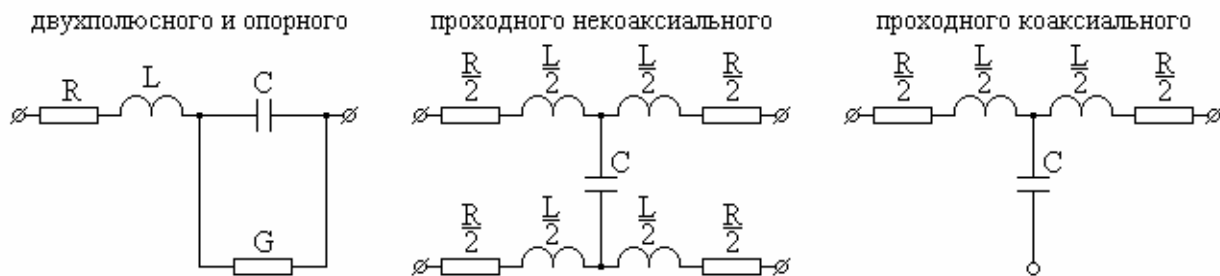 двухполюсного и опорного
проходного некоаксиального
проходного коаксиального
R
L
C
G
R/2
L/2
L/2
R/2
C
R/2
L/2
L/2
R/2
R/2
L/2
L/2
R/2
C